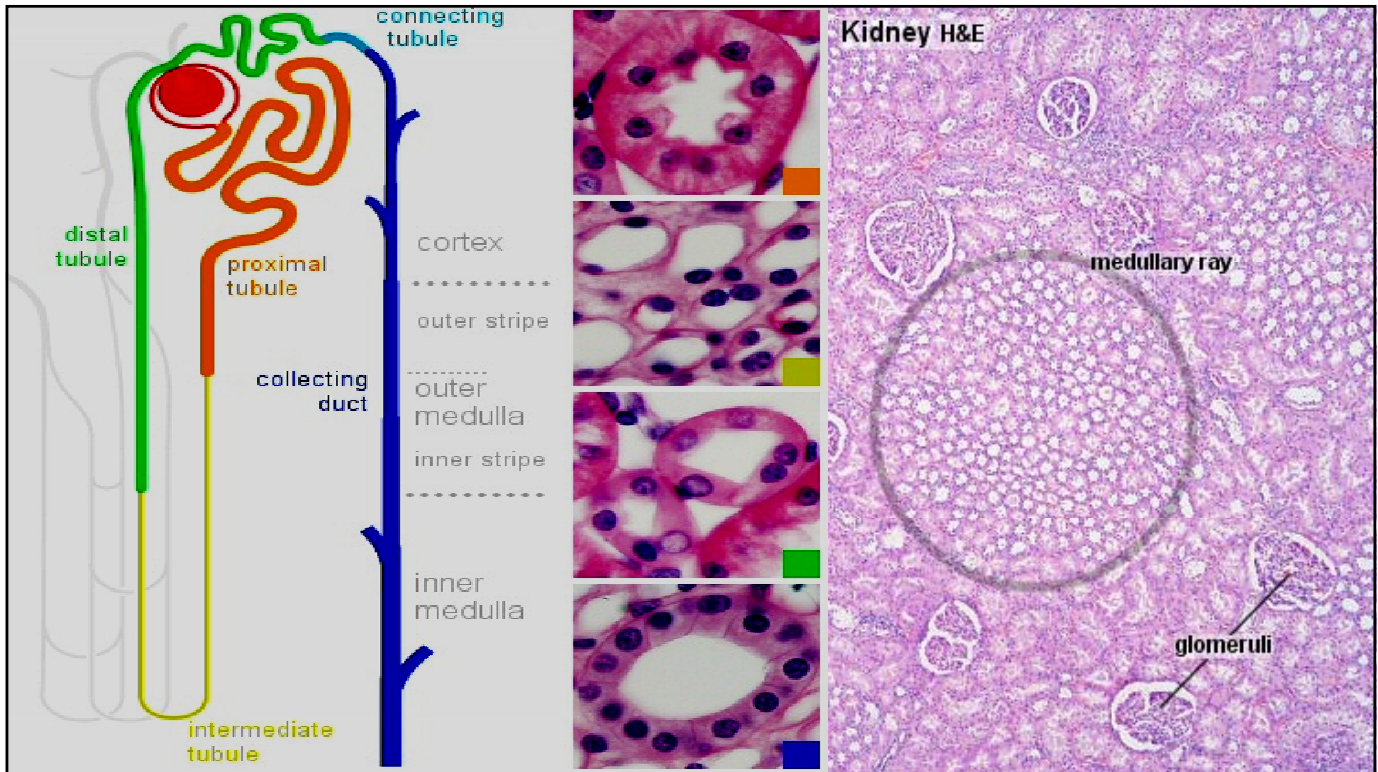 connecting
tubule
distal
tubule
proximal
tubule
cortex
outer stripe
collecting
duct
outer
medulla
inner stripe
inner
medulla
intermediate
tubule
Kidney H&E
medullary ray
glomeruli